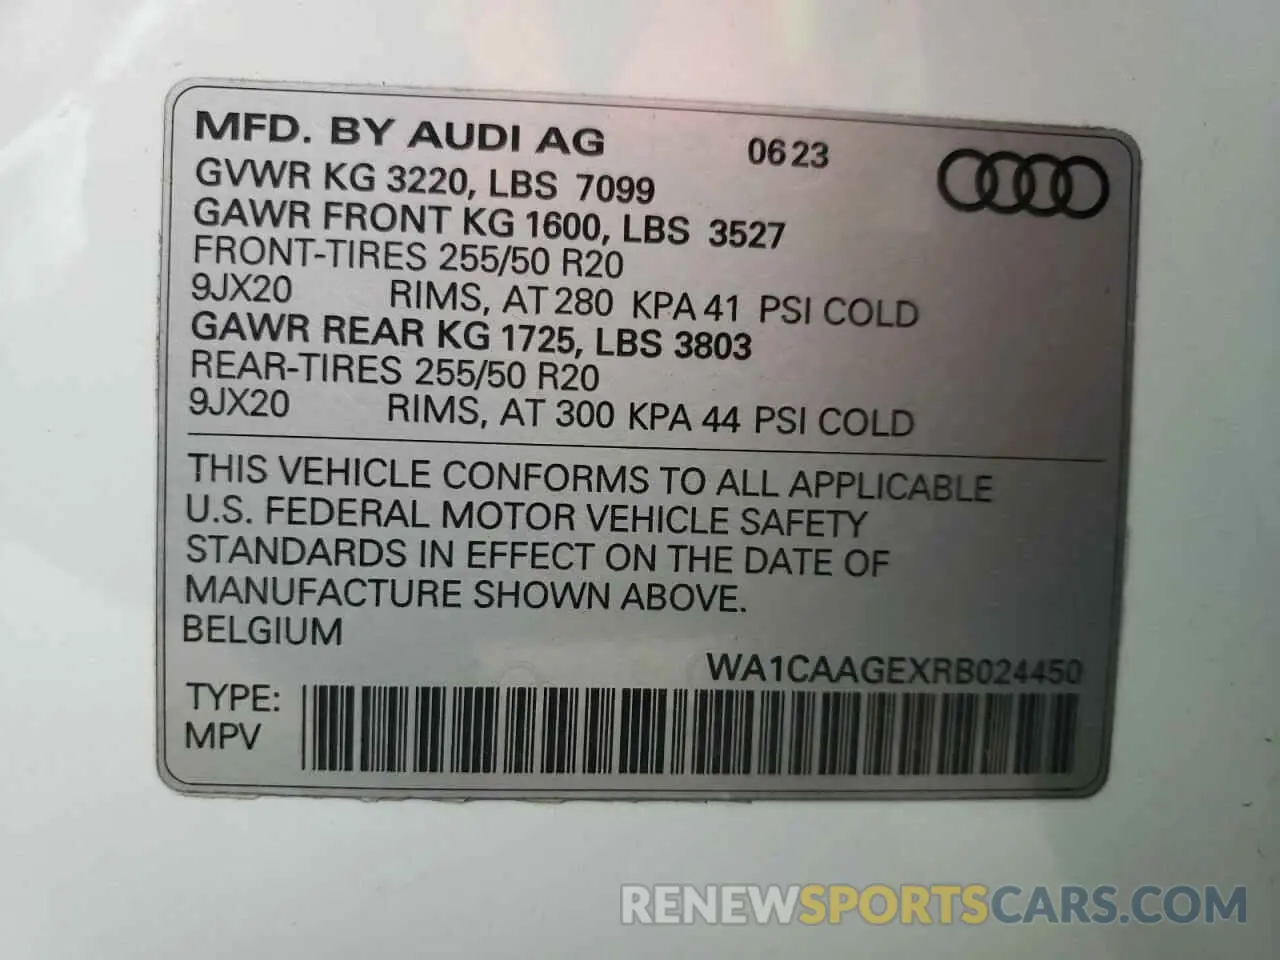 MFD. BY AUDI AG 0623
GVWR KG 3220, LBS 7099
GAWR FRONT KG 1600, LBS 3527
FRONT-TIRES 255/50 R20
9JX20 RIMS, AT 280 KPA 41 PSI COLD
GAWR REAR KG 1725, LBS 3803
REAR-TIRES 255/50 R20
9JX20 RIMS, AT 300 KPA 44 PSI COLD
THIS VEHICLE CONFORMS TO ALL APPLICABLE
U.S. FEDERAL MOTOR VEHICLE SAFETY
STANDARDS IN EFFECT ON THE DATE OF
MANUFACTURE SHOWN ABOVE.
BELGIUM
WA1CAAGEXRB024450
TYPE:
MPV
RENEWSPORTSCARS.COM